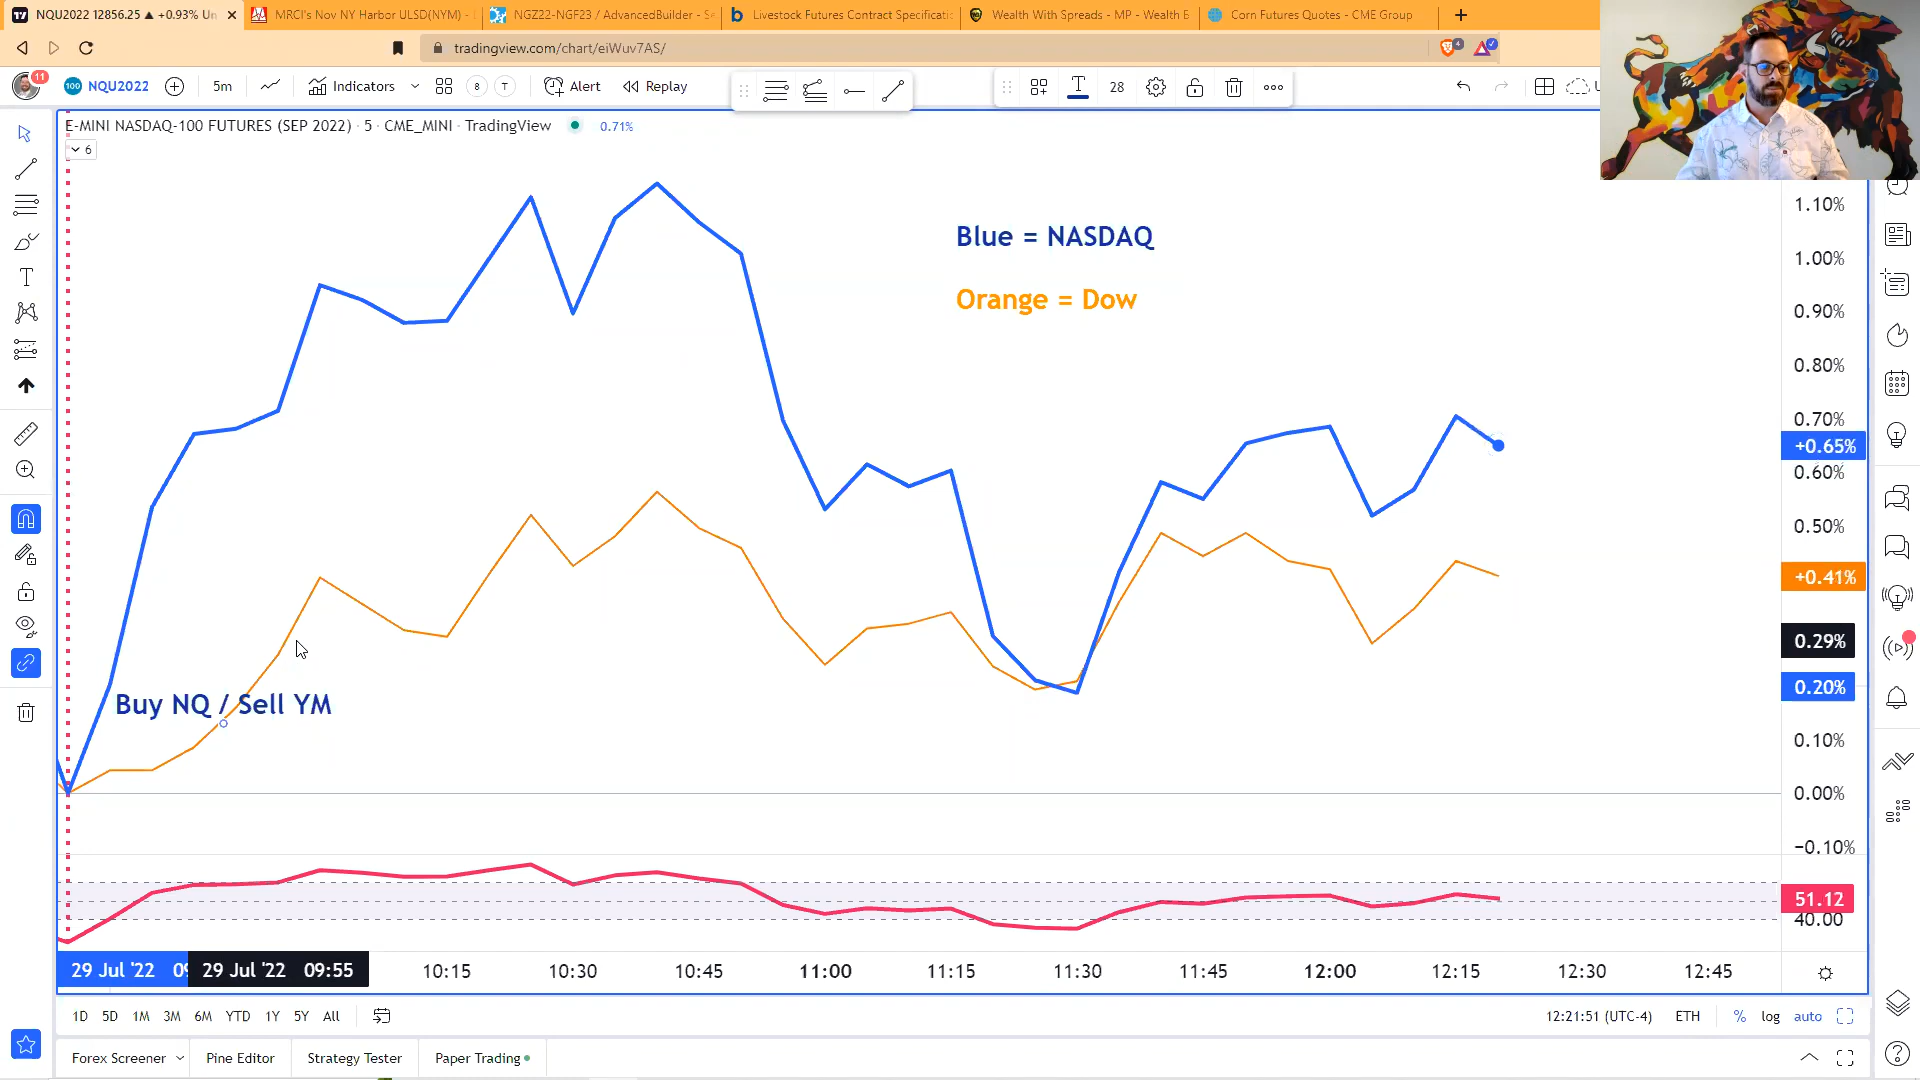 NQU2022 12856.25 ▲ +0.93% Un
MRCI's Nov NY Harbor ULSD(NYM) -
NGZ22-NGF23 / AdvancedBuilder - Se
Livestock Futures Contract Specificatic
Wealth With Spreads - MP - Wealth B
Corn Futures Quotes - CME Group
tradingview.com/chart/eiWuv7AS/
4
11
100
NQU2022
5m
Indicators
8
T
Alert
Replay
T
28
E-MINI NASDAQ-100 FUTURES (SEP 2022) · 5 · CME_MINI · TradingView
0.71%
6
Blue = NASDAQ
Orange = Dow
Buy NQ / Sell YM
1.10%
1.00%
0.90%
0.80%
0.70%
+0.65%
0.60%
0.50%
+0.41%
0.29%
0.20%
0.10%
0.00%
−0.10%
51.12
40.00
29 Jul '22
29 Jul '22 09:55
10:15
10:30
10:45
11:00
11:15
11:30
11:45
12:00
12:15
12:30
12:45
1D 5D 1M 3M 6M YTD 1Y 5Y All
12:21:51 (UTC-4) ETH % log auto
Forex Screener Pine Editor Strategy Tester Paper Trading